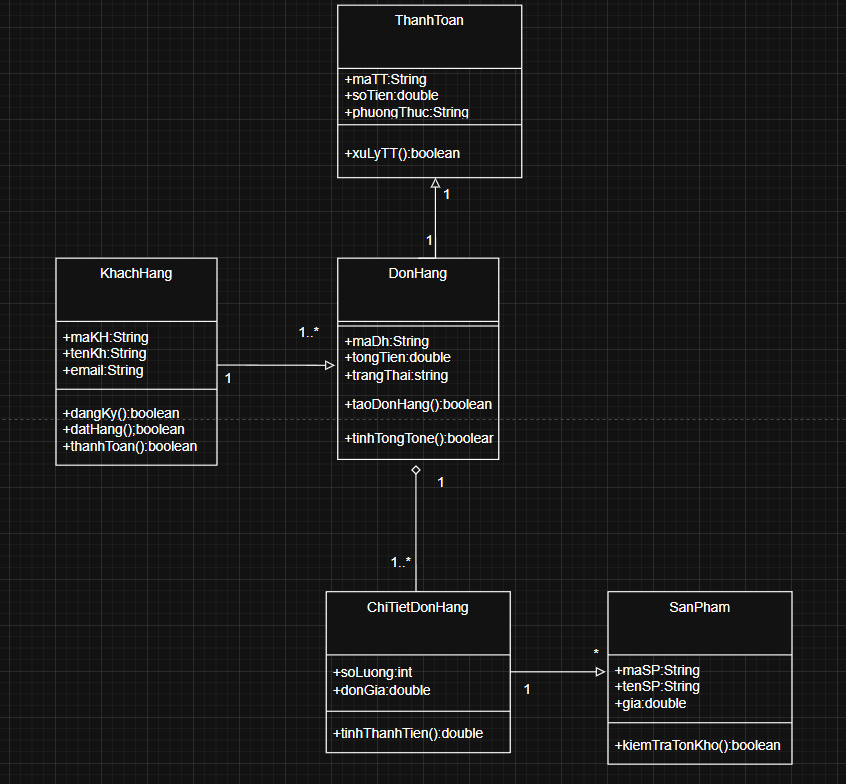 ThanhToan
+maTT:String
+soTien:double
+phuongThuc:String
+xuLyTT():boolean
1
1
KhachHang
+maKH:String
+tenKh:String
+email:String
+dangKy():boolean
+datHang();boolean
+thanhToan():boolean
1..*
1
DonHang
+maDh:String
+tongTien:double
+trangThai:string
+taoDonHang():boolean
+tinhTongTone():boolear
1
1..*
ChiTietDonHang
+soLuong:int
+donGia:double
+tinhThanhTien():double
*
1
SanPham
+maSP:String
+tenSP:String
+gia:double
+kiemTraTonKho():boolean